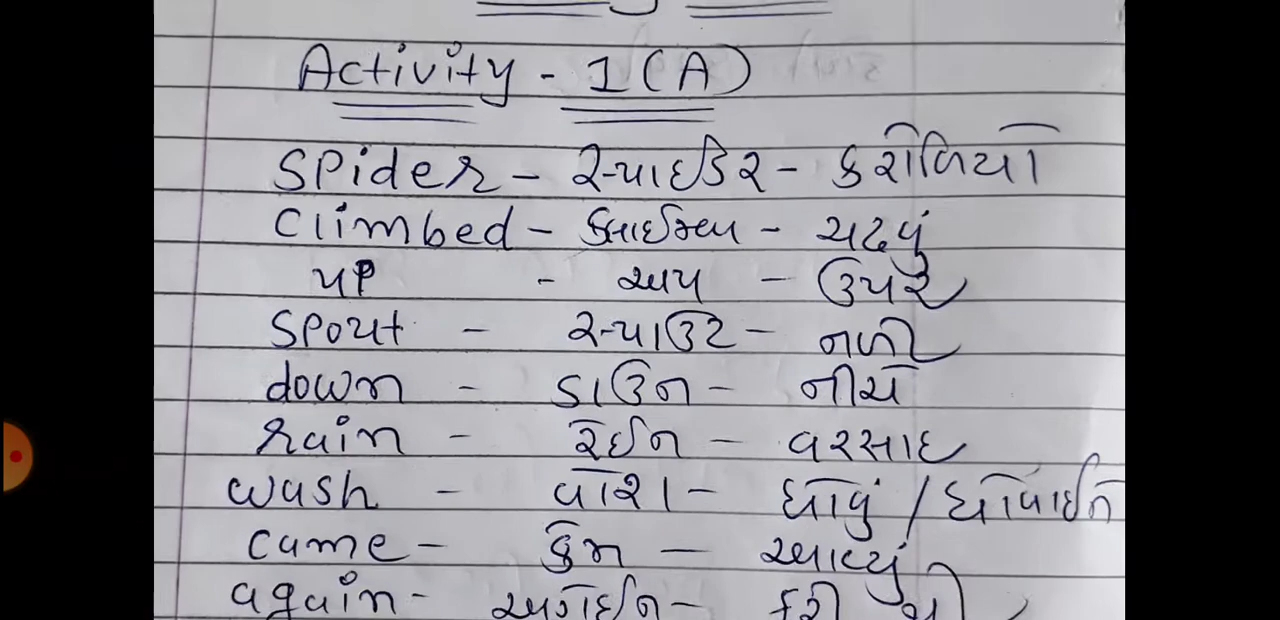 Activity - 1 (A)
Spider - સ્પાઈડર - કરોળિયો
Climbed - ક્લાઈમ્બ - ચઢવું
up - અપ - ઉપર
Spout - સ્પાઉટ - નળી
down - ડાઉન - નીચે
rain - રેઈન - વરસાદ
wash - વોશ - ધોવું / ધોવાઈને
came - કેમ - આવ્યું
again - અગેઈન - ફરી થી